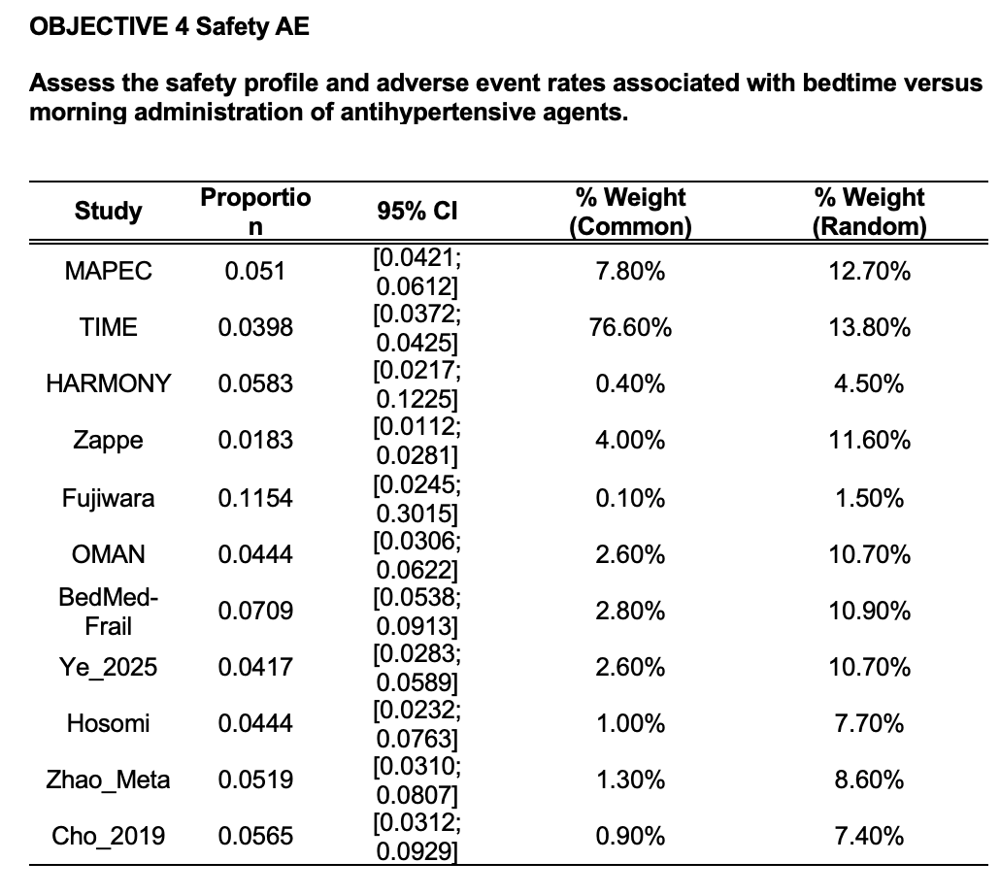 OBJECTIVE 4 Safety AE
Assess the safety profile and adverse event rates associated with bedtime versus
morning administration of antihypertensive agents.
Study Proportio
n 95% CI % Weight
(Common) % Weight
(Random)
MAPEC 0.051 [0.0421;
0.0612] 7.80% 12.70%
TIME 0.0398 [0.0372;
0.0425] 76.60% 13.80%
HARMONY 0.0583 [0.0217;
0.1225] 0.40% 4.50%
Zappe 0.0183 [0.0112;
0.0281] 4.00% 11.60%
Fujiwara 0.1154 [0.0245;
0.3015] 0.10% 1.50%
OMAN 0.0444 [0.0306;
0.0622] 2.60% 10.70%
BedMed-
Frail 0.0709 [0.0538;
0.0913] 2.80% 10.90%
Ye_2025 0.0417 [0.0283;
0.0589] 2.60% 10.70%
Hosomi 0.0444 [0.0232;
0.0763] 1.00% 7.70%
Zhao_Meta 0.0519 [0.0310;
0.0807] 1.30% 8.60%
Cho_2019 0.0565 [0.0312;
0.0929] 0.90% 7.40%